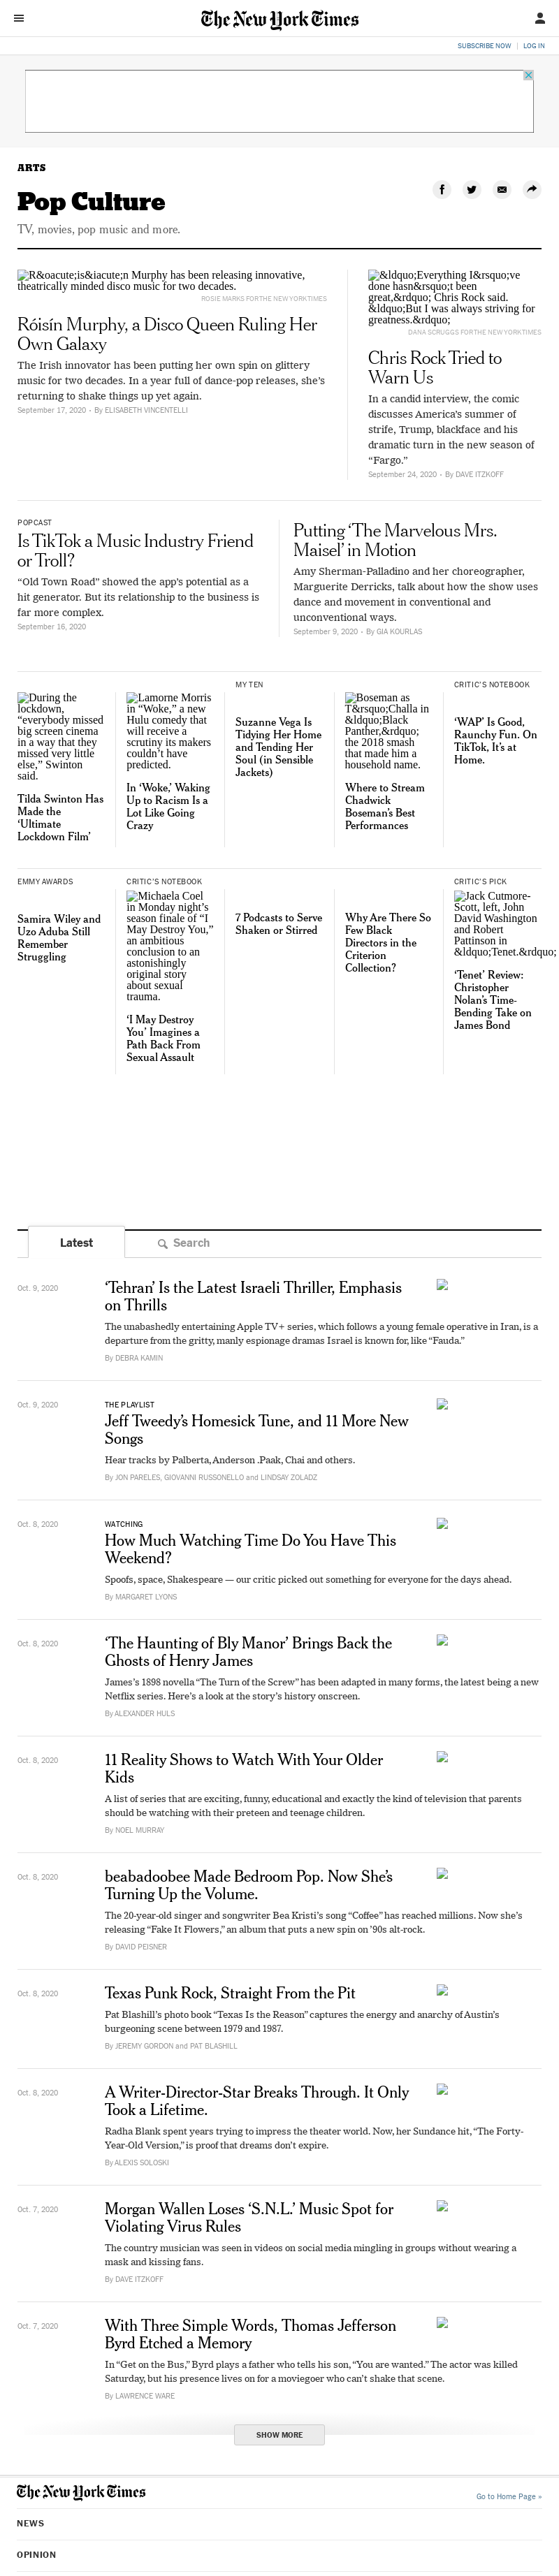 The New York Times
SUBSCRIBE NOW | LOG IN
ARTS
Pop Culture
TV, movies, pop music and more.
R&oacute;is&iacute;n Murphy has been releasing innovative,
theatrically minded disco music for two decades.
ROSIE MARKS FOR THE NEW YORK TIMES
Róisín Murphy, a Disco Queen Ruling Her
Own Galaxy
The Irish innovator has been putting her own spin on glittery
music for two decades. In a year full of dance-pop releases, she's
returning to shake things up yet again.
September 17, 2020 • By ELISABETH VINCENTELLI
&ldquo;Everything I&rsquo;ve
done hasn&rsquo;t been
great,&rdquo; Chris Rock said.
&ldquo;But I was always striving for
greatness.&rdquo;
DANA SCRUGGS FOR THE NEW YORK TIMES
Chris Rock Tried to
Warn Us
In a candid interview, the comic
discusses America's summer of
strife, Trump, blackface and his
dramatic turn in the new season of
“Fargo.”
September 24, 2020 • By DAVE ITZKOFF
POPCAST
Is TikTok a Music Industry Friend
or Troll?
“Old Town Road” showed the app's potential as a
hit generator. But its relationship to the business is
far more complex.
September 16, 2020
Putting ‘The Marvelous Mrs.
Maisel’ in Motion
Amy Sherman-Palladino and her choreographer,
Marguerite Derricks, talk about how the show uses
dance and movement in conventional and
unconventional ways.
September 9, 2020 • By GIA KOURLAS
During the
lockdown,
“everybody missed
big screen cinema
in a way that they
missed very little
else,” Swinton
said.
Tilda Swinton Has
Made the
‘Ultimate
Lockdown Film’
Lamorne Morris
in “Woke,” a new
Hulu comedy that
will receive a
scrutiny its makers
couldn’t have
predicted.
In ‘Woke,’ Waking
Up to Racism Is a
Lot Like Going
Crazy
MY TEN
Suzanne Vega Is
Tidying Her Home
and Tending Her
Soul (in Sensible
Jackets)
Boseman as
T&rsquo;Challa in
&ldquo;Black
Panther,&rdquo;
the 2018 smash
that made him a
household name.
Where to Stream
Chadwick
Boseman’s Best
Performances
CRITIC’S NOTEBOOK
‘WAP’ Is Good,
Raunchy Fun. On
TikTok, It’s at
Home.
EMMY AWARDS
Samira Wiley and
Uzo Aduba Still
Remember
Struggling
CRITIC’S NOTEBOOK
Michaela Coel
in Monday night’s
season finale of “I
May Destroy You,”
an ambitious
conclusion to an
astonishingly
original story
about sexual
trauma.
‘I May Destroy
You’ Imagines a
Path Back From
Sexual Assault
7 Podcasts to Serve
Shaken or Stirred
Why Are There So
Few Black
Directors in the
Criterion
Collection?
CRITIC’S PICK
Jack Cutmore-
Scott, left, John
David Washington
and Robert
Pattinson in
&ldquo;Tenet.&rdquo;
‘Tenet’ Review:
Christopher
Nolan’s Time-
Bending Take on
James Bond
Latest
Search
Oct. 9, 2020
‘Tehran’ Is the Latest Israeli Thriller, Emphasis
on Thrills
The unabashedly entertaining Apple TV+ series, which follows a young female operative in Iran, is a
departure from the gritty, manly espionage dramas Israel is known for, like “Fauda.”
By DEBRA KAMIN
Oct. 9, 2020
THE PLAYLIST
Jeff Tweedy’s Homesick Tune, and 11 More New
Songs
Hear tracks by Palberta, Anderson .Paak, Chai and others.
By JON PARELES, GIOVANNI RUSSONELLO and LINDSAY ZOLADZ
Oct. 8, 2020
WATCHING
How Much Watching Time Do You Have This
Weekend?
Spoofs, space, Shakespeare — our critic picked out something for everyone for the days ahead.
By MARGARET LYONS
Oct. 8, 2020
‘The Haunting of Bly Manor’ Brings Back the
Ghosts of Henry James
James’s 1898 novella “The Turn of the Screw” has been adapted in many forms, the latest being a new
Netflix series. Here’s a look at the story’s history onscreen.
By ALEXANDER HULS
Oct. 8, 2020
11 Reality Shows to Watch With Your Older
Kids
A list of series that are exciting, funny, educational and exactly the kind of television that parents
should be watching with their preteen and teenage children.
By NOEL MURRAY
Oct. 8, 2020
beabadoobee Made Bedroom Pop. Now She’s
Turning Up the Volume.
The 20-year-old singer and songwriter Bea Kristi’s song “Coffee” has reached millions. Now she’s
releasing “Fake It Flowers,” an album that puts a new spin on ’90s alt-rock.
By DAVID PEISNER
Oct. 8, 2020
Texas Punk Rock, Straight From the Pit
Pat Blashill’s photo book “Texas Is the Reason” captures the energy and anarchy of Austin’s
burgeoning scene between 1979 and 1987.
By JEREMY GORDON and PAT BLASHILL
Oct. 8, 2020
A Writer-Director-Star Breaks Through. It Only
Took a Lifetime.
Radha Blank spent years trying to impress the theater world. Now, her Sundance hit, “The Forty-
Year-Old Version,” is proof that dreams don’t expire.
By ALEXIS SOLOSKI
Oct. 7, 2020
Morgan Wallen Loses ‘S.N.L.’ Music Spot for
Violating Virus Rules
The country musician was seen in videos on social media mingling in groups without wearing a
mask and kissing fans.
By DAVE ITZKOFF
Oct. 7, 2020
With Three Simple Words, Thomas Jefferson
Byrd Etched a Memory
In “Get on the Bus,” Byrd plays a father who tells his son, “You are wanted.” The actor was killed
Saturday, but his presence lives on for a moviegoer who can’t shake that scene.
By LAWRENCE WARE
SHOW MORE
The New York Times
Go to Home Page »
NEWS
OPINION